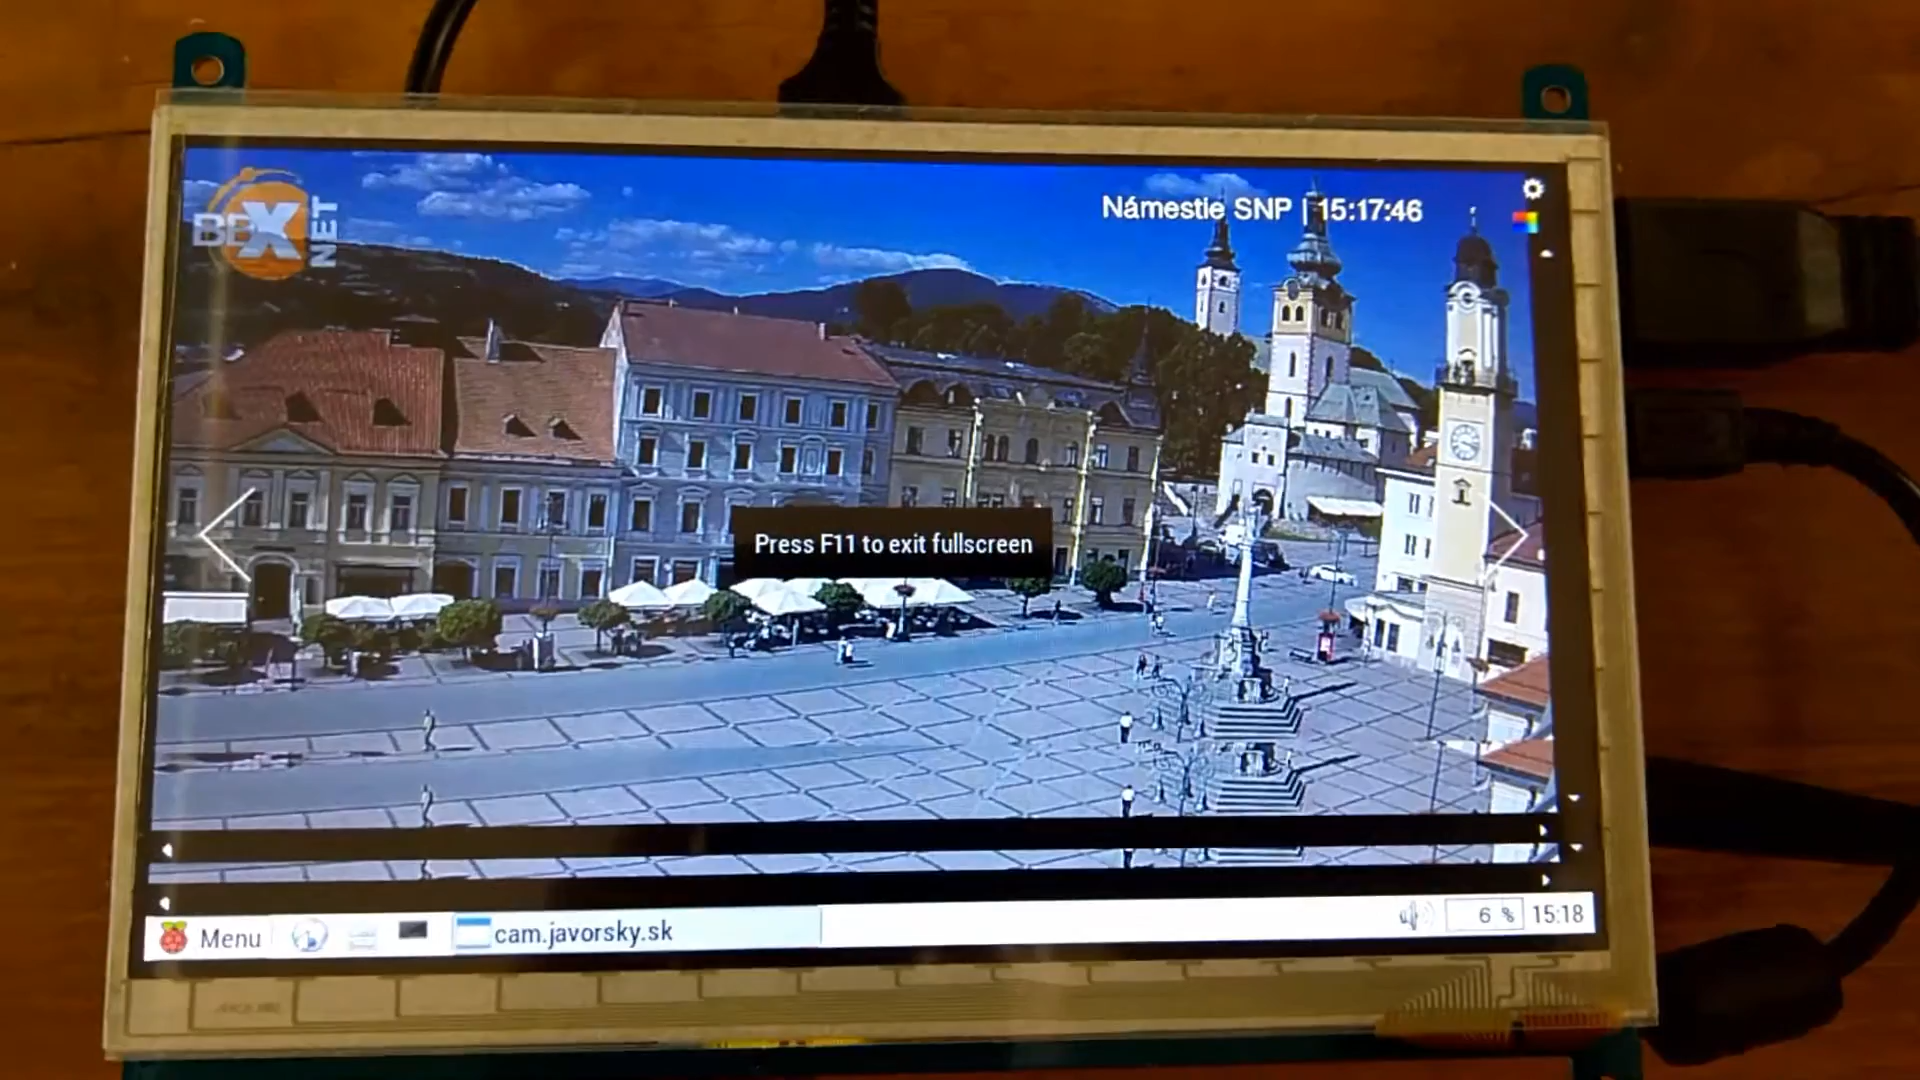 BBX
NET
Námestie SNP | 15:17:46
Press F11 to exit fullscreen
Menu
cam.javorsky.sk
6 %
15:18